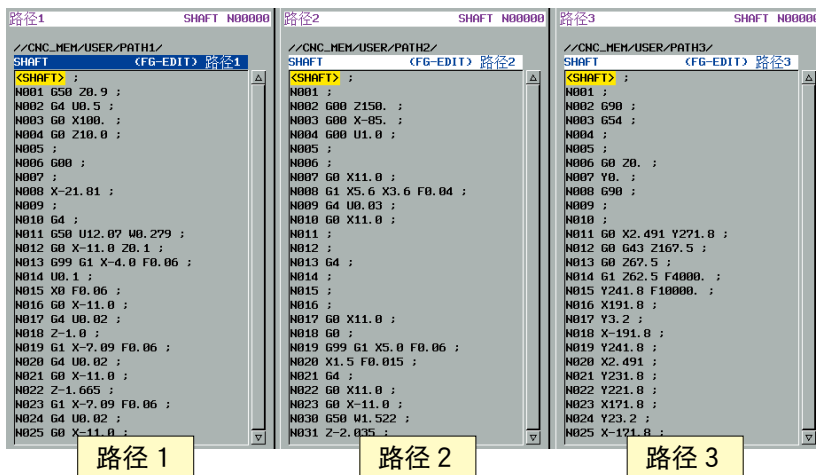 路径1 SHAFT N00000
//CNC_MEM/USER/PATH1/
SHAFT (FG-EDIT) 路径1
<SHAFT> ;
N001 G50 Z0.9 ;
N002 G4 U0.5 ;
N003 G0 X100. ;
N004 G0 Z10.0 ;
N005 ;
N006 G00 ;
N007 ;
N008 X-21.81 ;
N009 ;
N010 G4 ;
N011 G50 U12.07 W0.279 ;
N012 G0 X-11.0 Z0.1 ;
N013 G99 G1 X-4.0 F0.06 ;
N014 U0.1 ;
N015 X0 F0.06 ;
N016 G0 X-11.0 ;
N017 G4 U0.02 ;
N018 Z-1.0 ;
N019 G1 X-7.09 F0.06 ;
N020 G4 U0.02 ;
N021 G0 X-11.0 ;
N022 Z-1.665 ;
N023 G1 X-7.09 F0.06 ;
N024 G4 U0.02 ;
N025 G0 X-11.0 ;
路径 1
路径2 SHAFT N00000
//CNC_MEM/USER/PATH2/
SHAFT (FG-EDIT) 路径2
<SHAFT> ;
N001 ;
N002 G00 Z150. ;
N003 G00 X-85. ;
N004 G00 U1.0 ;
N005 ;
N006 ;
N007 G0 X11.0 ;
N008 G1 X5.6 X3.6 F0.04 ;
N009 G4 U0.03 ;
N010 G0 X11.0 ;
N011 ;
N012 ;
N013 G4 ;
N014 ;
N015 ;
N016 ;
N017 G0 X11.0 ;
N018 G0 ;
N019 G99 G1 X5.0 F0.06 ;
N020 X1.5 F0.015 ;
N021 G4 ;
N022 G0 X11.0 ;
N023 G0 X-11.0 ;
N030 G50 W1.522 ;
N031 Z-2.035 ;
路径 2
路径3 SHAFT N00000
//CNC_MEM/USER/PATH3/
SHAFT (FG-EDIT) 路径3
<SHAFT> ;
N001 ;
N002 G90 ;
N003 G54 ;
N004 ;
N005 ;
N006 G0 Z0. ;
N007 Y0. ;
N008 G90 ;
N009 ;
N010 ;
N011 G0 X2.491 Y271.8 ;
N012 G0 G43 Z167.5 ;
N013 G0 Z67.5 ;
N014 G1 Z62.5 F4000. ;
N015 Y241.8 F10000. ;
N016 X191.8 ;
N017 Y3.2 ;
N018 X-191.8 ;
N019 Y241.8 ;
N020 X2.491 ;
N021 Y231.8 ;
N022 Y221.8 ;
N023 X171.8 ;
N024 Y23.2 ;
N025 X-171.8 ;
路径 3